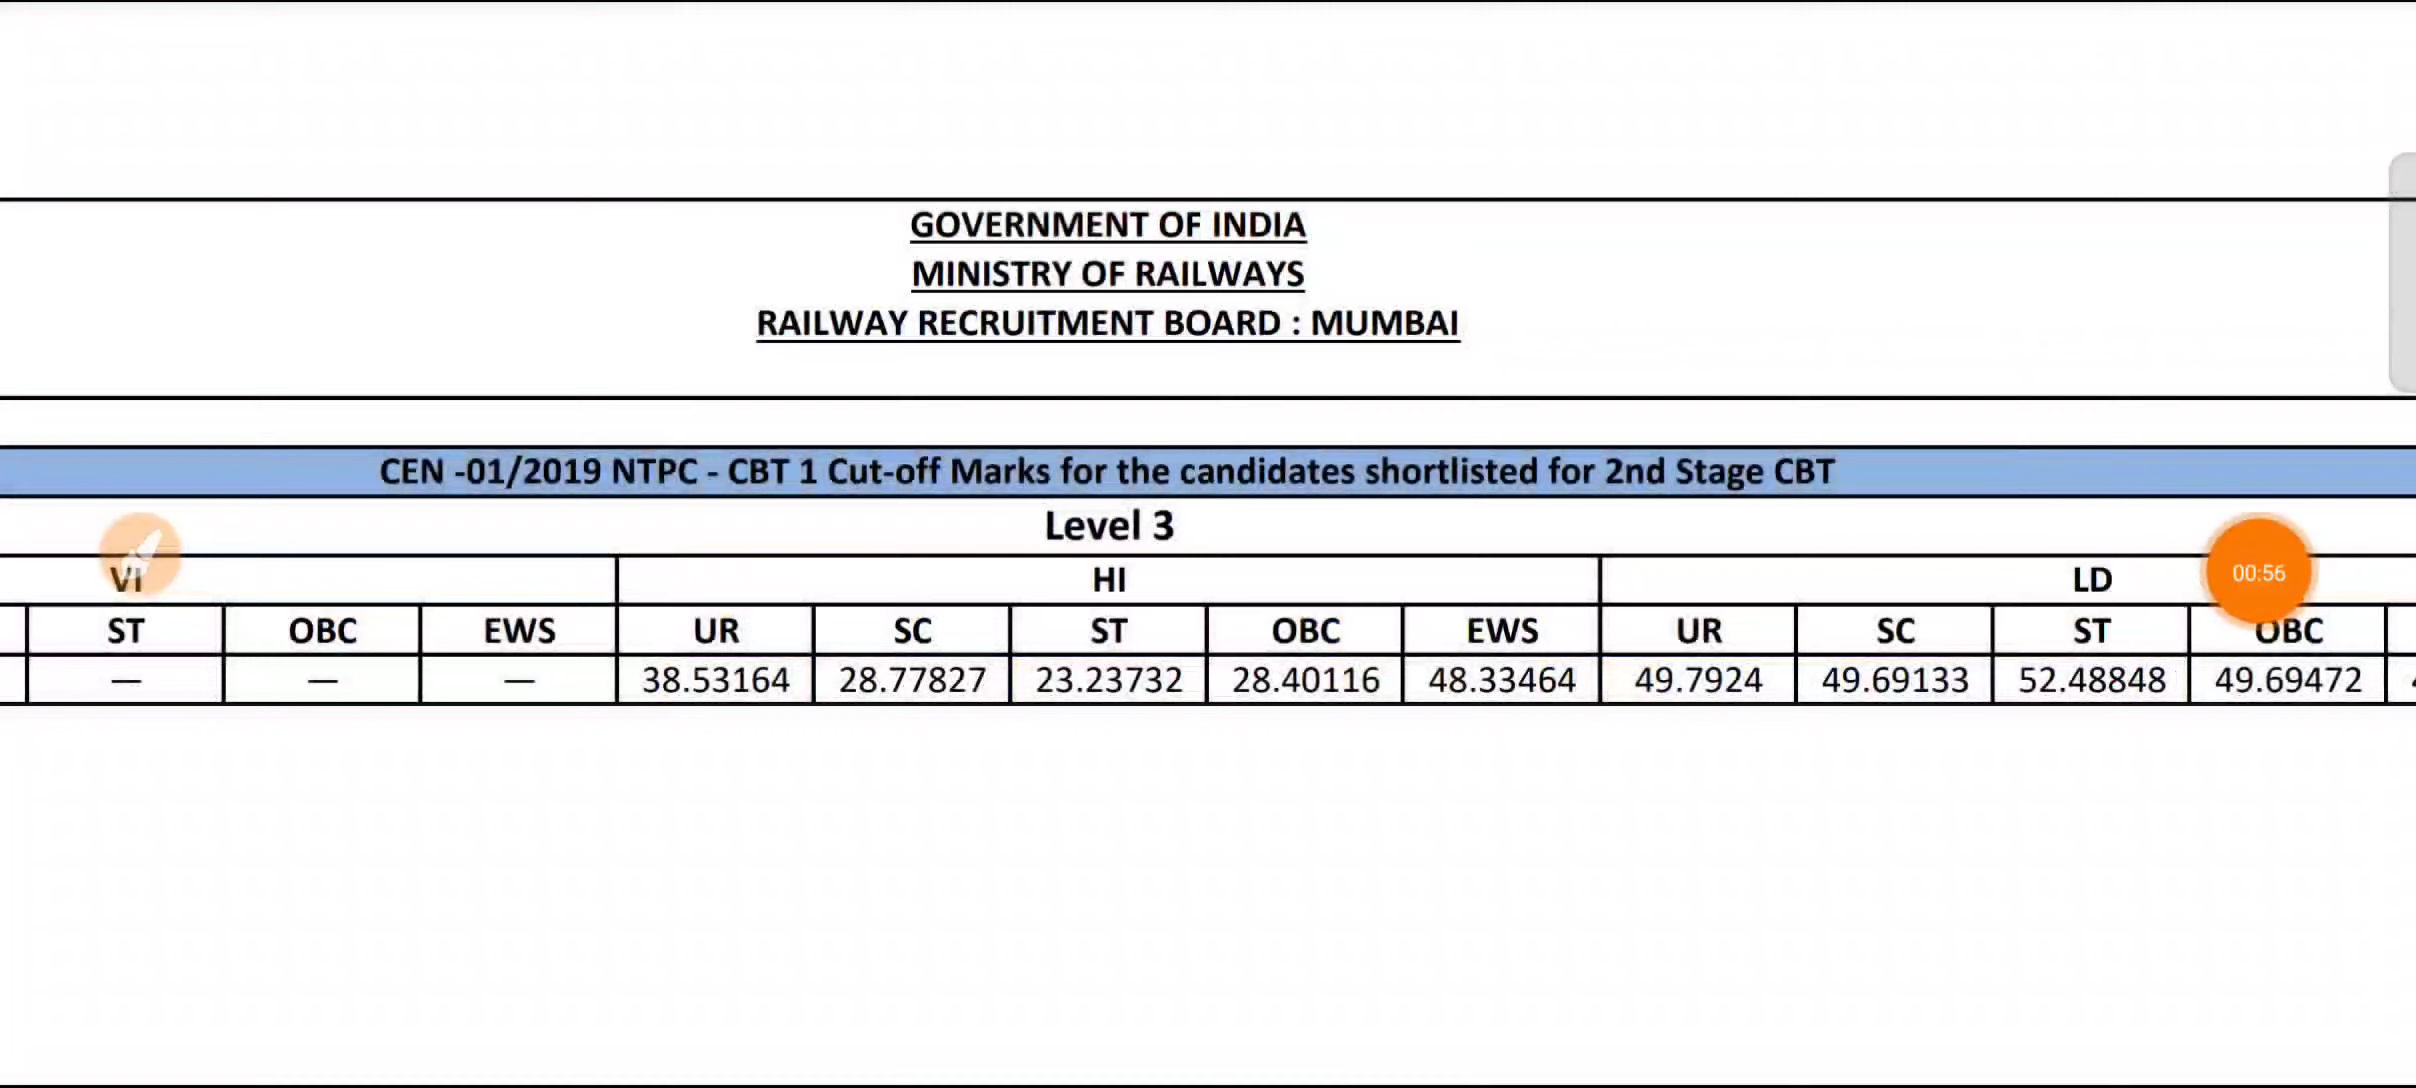 GOVERNMENT OF INDIA
MINISTRY OF RAILWAYS
RAILWAY RECRUITMENT BOARD : MUMBAI
CEN -01/2019 NTPC - CBT 1 Cut-off Marks for the candidates shortlisted for 2nd Stage CBT
Level 3
VI HI LD 00:56
ST OBC EWS UR SC ST OBC EWS UR SC ST OBC
— — — 38.53164 28.77827 23.23732 28.40116 48.33464 49.7924 49.69133 52.48848 49.69472